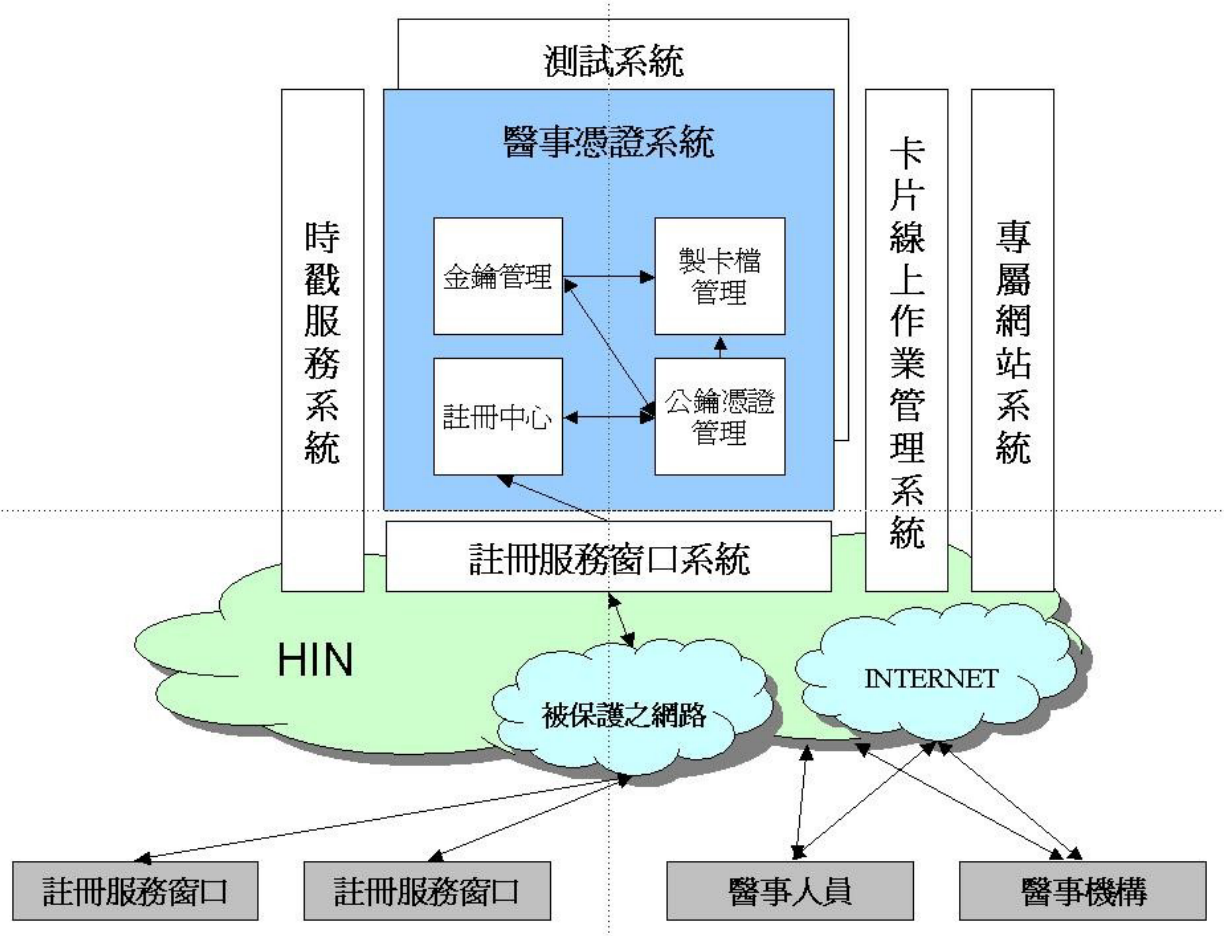 測試系統
醫事憑證系統
時戳服務系統
金鑰管理
製卡檔
管理
註冊中心
公鑰憑證
管理
卡片線上作業管理系統
專屬網站系統
註冊服務窗口系統
HIN
被保護之網路
INTERNET
註冊服務窗口
註冊服務窗口
醫事人員
醫事機構